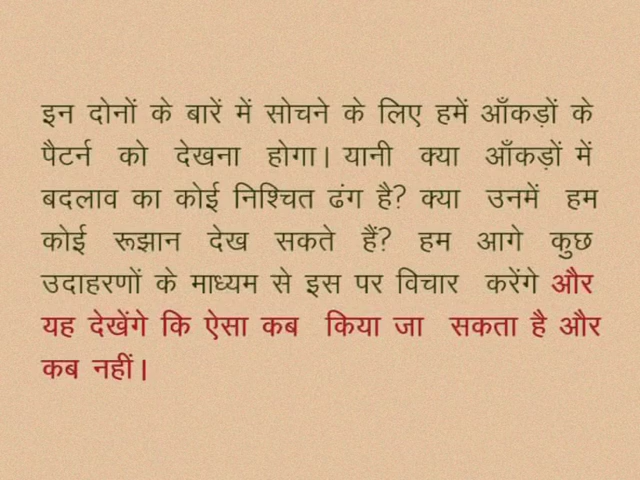 इन दोनों के बारें में सोचने के लिए हमें आँकड़ों के
पैटर्न को देखना होगा। यानी क्या आँकड़ों में
बदलाव का कोई निश्चित ढंग है? क्या उनमें हम
कोई रूझान देख सकते हैं? हम आगे कुछ
उदाहरणों के माध्यम से इस पर विचार करेंगे और
यह देखेंगे कि ऐसा कब किया जा सकता है और
कब नहीं।